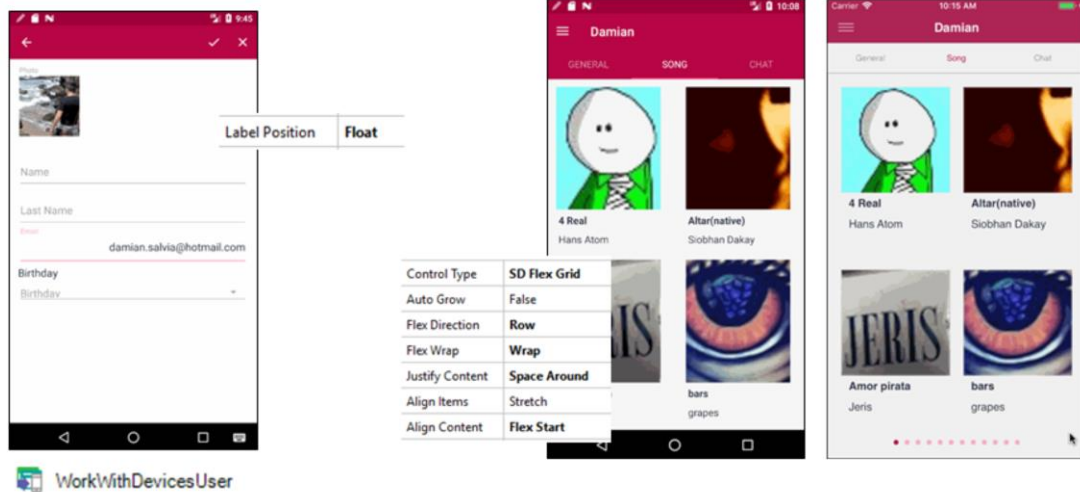 9:45
Photo
Name
Last Name
Email
damian.salvia@hotmail.com
Birthday
Birthday
WorkWithDevicesUser
Label Position Float
10:08
Damian
GENERAL SONG CHAT
4 Real Altar(native)
Hans Atom Siobhan Dakay
JERIS
bars
grapes
Control Type SD Flex Grid
Auto Grow False
Flex Direction Row
Flex Wrap Wrap
Justify Content Space Around
Align Items Stretch
Align Content Flex Start
Carrier 10:15 AM
Damian
General Song Chat
4 Real Altar(native)
Hans Atom Siobhan Dakay
JERIS
Amor pirata bars
Jeris grapes